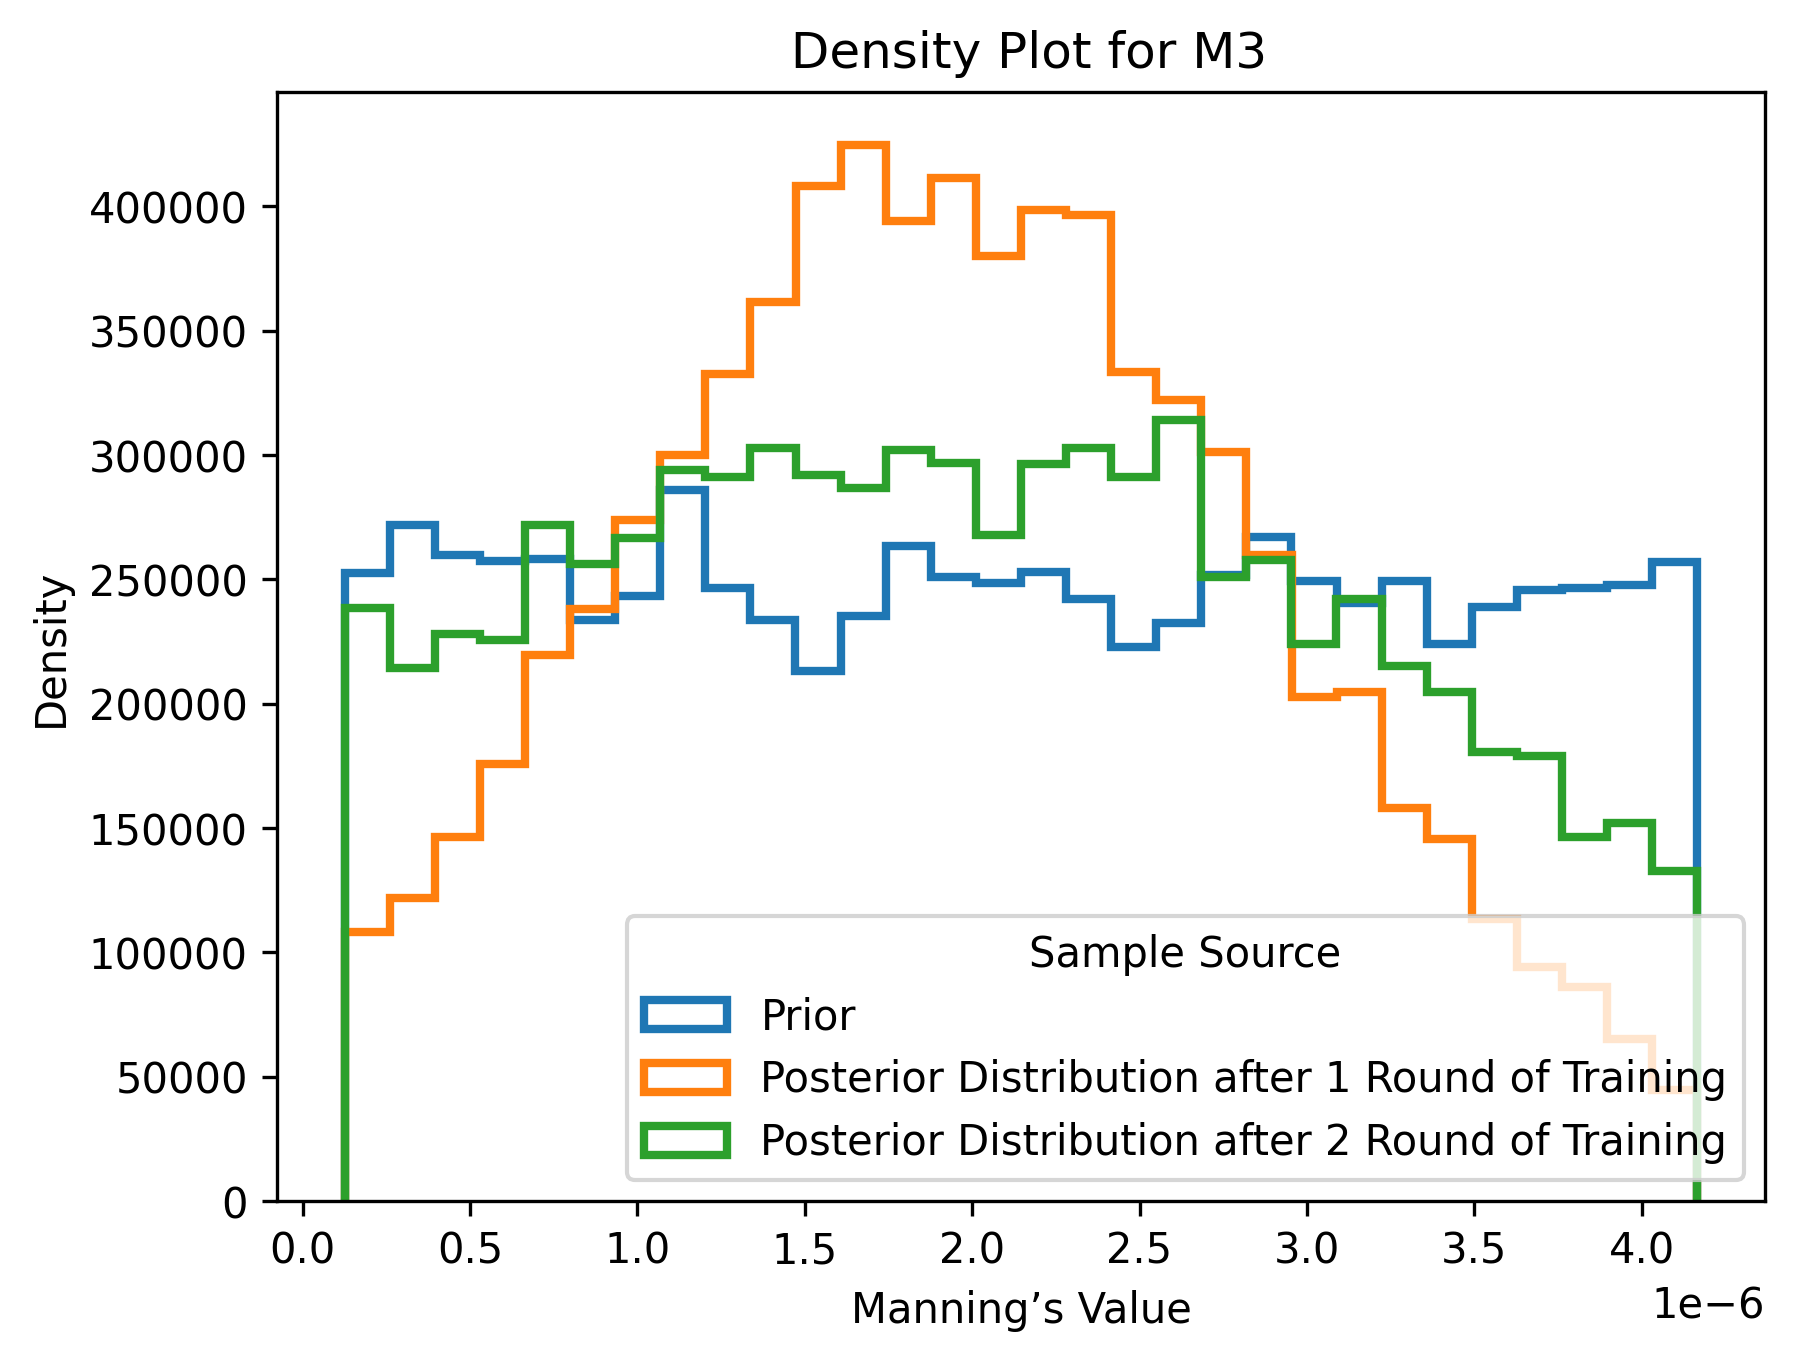 Density Plot for M3
Density
400000
350000
300000
250000
200000
150000
100000
50000
0
0.0 0.5 1.0 1.5 2.0 2.5 3.0 3.5 4.0
1e−6
Manning’s Value
Sample Source
Prior
Posterior Distribution after 1 Round of Training
Posterior Distribution after 2 Round of Training